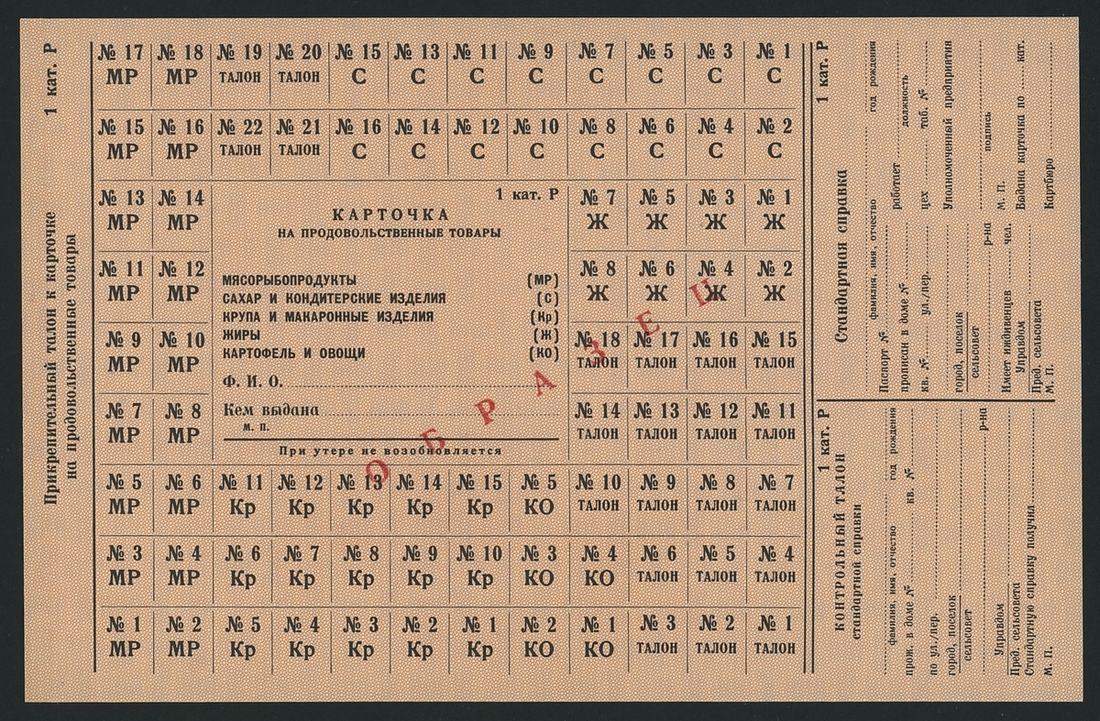 1 кат. Р
Прикрепительный талон к карточке
на продовольственные товары
№ 17 № 18 № 19 № 20 № 15 № 13 № 11 № 9 № 7 № 5 № 3 № 1
МР МР ТАЛОН ТАЛОН С С С С С С С С
№ 15 № 16 № 22 № 21 № 16 № 14 № 12 № 10 № 8 № 6 № 4 № 2
МР МР ТАЛОН ТАЛОН С С С С С С С С
№ 13 № 14
МР МР
№ 11 № 12
МР МР
№ 9 № 10
МР МР
№ 7 № 8
МР МР
1 кат. Р
КАРТОЧКА
НА ПРОДОВОЛЬСТВЕННЫЕ ТОВАРЫ
МЯСОРЫБОПРОДУКТЫ (МР)
САХАР И КОНДИТЕРСКИЕ ИЗДЕЛИЯ (С)
КРУПА И МАКАРОННЫЕ ИЗДЕЛИЯ (Кр)
ЖИРЫ (Ж)
КАРТОФЕЛЬ И ОВОЩИ (КО)
Ф. И. О.
Кем выдана
М. П.
При утере не возобновляется
ОБРАЗЕЦ
№ 7 № 5 № 3 № 1
Ж Ж Ж Ж
№ 8 № 6 № 4 № 2
Ж Ж Ж Ж
№ 18 № 17 № 16 № 15
ТАЛОН ТАЛОН ТАЛОН ТАЛОН
№ 14 № 13 № 12 № 11
ТАЛОН ТАЛОН ТАЛОН ТАЛОН
№ 5 № 6 № 11 № 12 № 13 № 14 № 15 № 5 № 10 № 9 № 8 № 7
МР МР Кр Кр Кр Кр Кр КО ТАЛОН ТАЛОН ТАЛОН ТАЛОН
№ 3 № 4 № 6 № 7 № 8 № 9 № 10 № 3 № 4 № 6 № 5 № 4
МР МР Кр Кр Кр Кр Кр КО КО ТАЛОН ТАЛОН ТАЛОН
№ 1 № 2 № 5 № 4 № 3 № 2 № 1 № 2 № 1 № 3 № 2 № 1
МР МР Кр Кр Кр Кр Кр КО КО ТАЛОН ТАЛОН ТАЛОН
1 кат. Р
Стандартная справка
фамилия, имя, отчество год рождения
Паспорт № работает
прописан в доме № должность
кв. № ул./пер. цех таб. №
город, поселок
сельсовет
р-на
Уполномоченный предприятия
подпись
Имеет иждивенцев чел. М. П.
Управдом
Пред. сельсовета
М. П.
Выдана карточка по кат.
Картбюро
1 кат. Р
КОНТРОЛЬНЫЙ ТАЛОН
стандартной справки
фамилия, имя, отчество год рождения
прож. в доме № кв. №
по ул./пер.
город, поселок
сельсовет
р-на
Управдом
Пред. сельсовета
Стандартную справку получил
М. П.